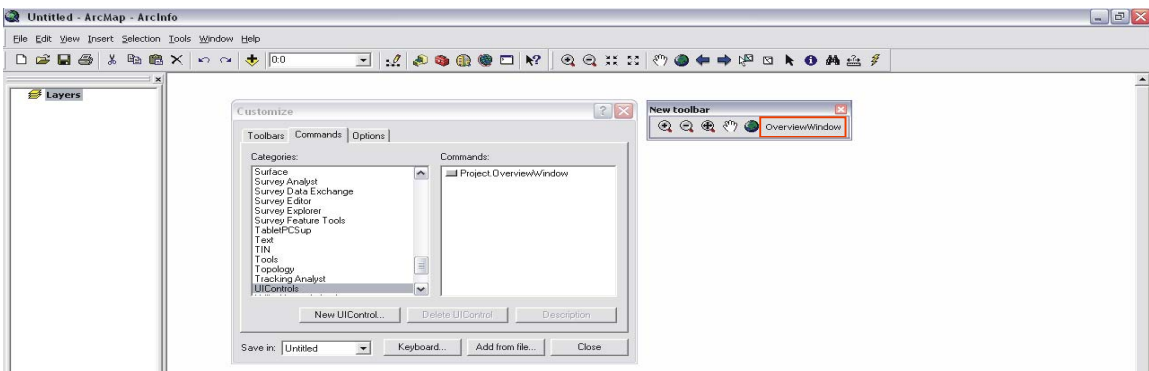 Untitled - ArcMap - ArcInfo
File Edit View Insert Selection Tools Window Help
0:0
Layers
Customize
Toolbars Commands Options
Categories:
Commands:
Surface
Survey Analyst
Survey Data Exchange
Survey Editor
Survey Explorer
Survey Feature Tools
TabletPCSup
Text
TIN
Tools
Topology
Tracking Analyst
UIControls
Project.OverviewWindow
New UIControl...
Delete UIControl
Description
Save in:
Untitled
Keyboard...
Add from file...
Close
New toolbar
OverviewWindow